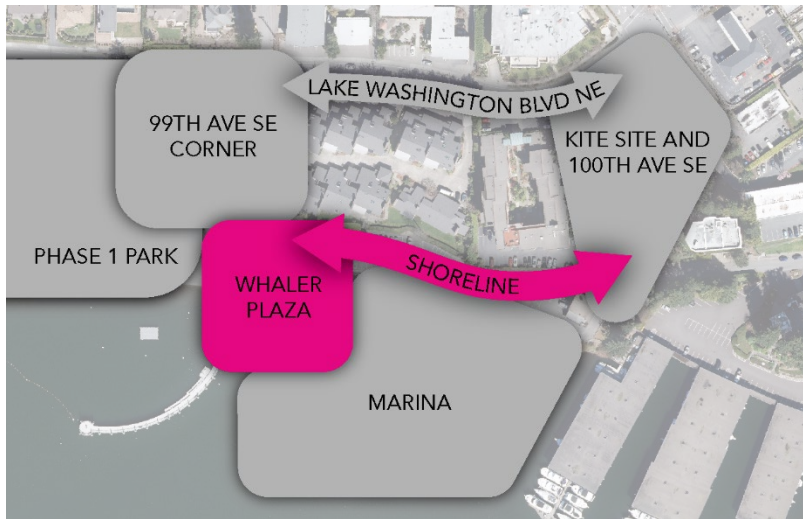 LAKE WASHINGTON BLVD NE
99TH AVE SE
CORNER
KITE SITE AND
100TH AVE SE
PHASE 1 PARK
SHORELINE
WHALER
PLAZA
MARINA